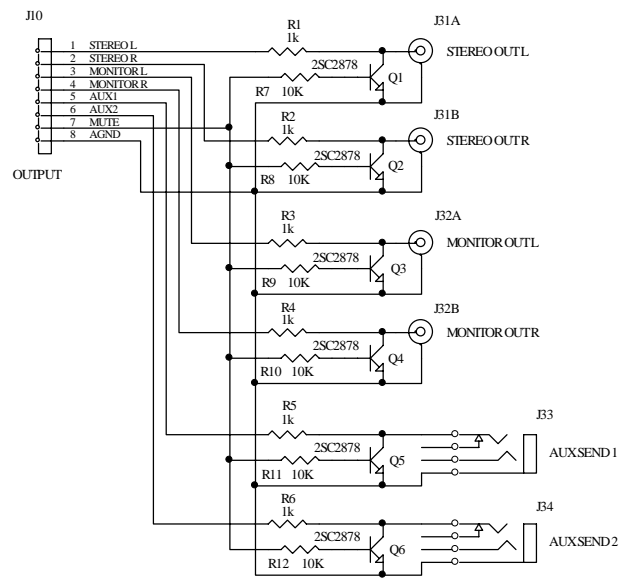 J10
1 STEREO L
2 STEREO R
3 MONITOR L
4 MONITOR R
5 AUX1
6 AUX2
7 MUTE
8 AGND
OUTPUT
R1
1k
2SC2878
Q1
R7 10K
J31A
STEREO OUT L
R2
1k
2SC2878
Q2
R8 10K
J31B
STEREO OUT R
R3
1k
2SC2878
Q3
R9 10K
J32A
MONITOR OUT L
R4
1k
2SC2878
Q4
R10 10K
J32B
MONITOR OUT R
R5
1k
2SC2878
Q5
R11 10K
J33
AUX SEND 1
R6
1k
2SC2878
Q6
R12 10K
J34
AUX SEND 2